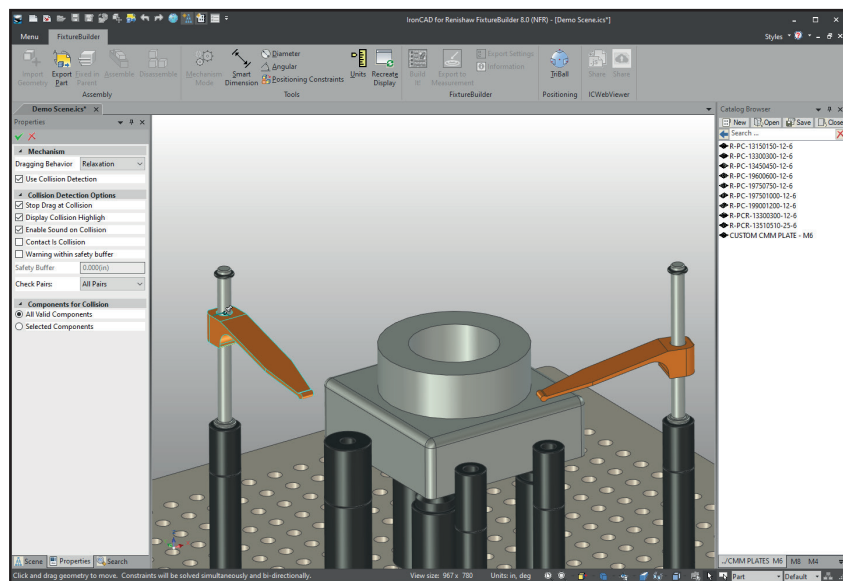 IronCAD for Renishaw FixtureBuilder 8.0 (NFR) - [Demo Scene.ics*]
Menu FixtureBuilder Styles
Import Geometry
Export Part
Fixed in Parent
Assemble
Disassemble
Assembly
Mechanism Mode
Smart Dimension
Diameter
Angular
Positioning Constraints
Units
Recreate Display
Tools
Build It!
Export to Measurement
Export Settings
Information
FixtureBuilder
TriBall
Positioning
Share Share
ICWebViewer
Demo Scene.ics* x
Properties
Mechanism
Dragging Behavior Relaxation
Use Collision Detection
Collision Detection Options
Stop Drag at Collision
Display Collision Highligh
Enable Sound on Collision
Contact Is Collision
Warning within safety buffer
Safety Buffer 0.000(in)
Check Pairs: All Pairs
Components for Collision
All Valid Components
Selected Components
Catalog Browser
New Open Save Close
Search ...
R-PC-13150150-12-6
R-PC-13300300-12-6
R-PC-13450450-12-6
R-PC-19600600-12-6
R-PC-19750750-12-6
R-PC-197501000-12-6
R-PC-199001200-12-6
R-PCR-13300300-12-6
R-PCR-13510510-25-6
CUSTOM CMM PLATE - M6
Scene Properties Search
../CMM PLATES M6 M8 M4
Click and drag geometry to move. Constraints will be solved simultaneously and bi-directionally. View size: 967 x 780 Units: in, deg Part Default